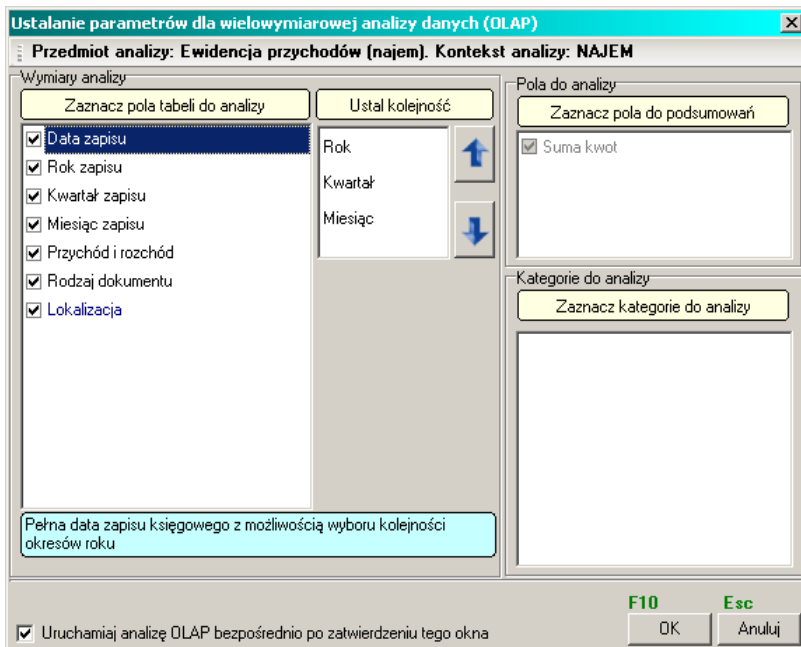 Ustalanie parametrów dla wielowymiarowej analizy danych (OLAP)
Przedmiot analizy: Ewidencja przychodów (najem). Kontekst analizy: NAJEM
Wymiary analizy
Zaznacz pola tabeli do analizy
Ustal kolejność
Data zapisu
Rok zapisu
Kwartał zapisu
Miesiąc zapisu
Przychód i rozchód
Rodzaj dokumentu
Lokalizacja
Rok
Kwartał
Miesiąc
Pełna data zapisu księgowego z możliwością wyboru kolejności
okresów roku
Pola do analizy
Zaznacz pola do podsumowań
Suma kwot
Kategorie do analizy
Zaznacz kategorie do analizy
Uruchamiaj analizę OLAP bezpośrednio po zatwierdzeniu tego okna
F10 Esc
OK Anuluj